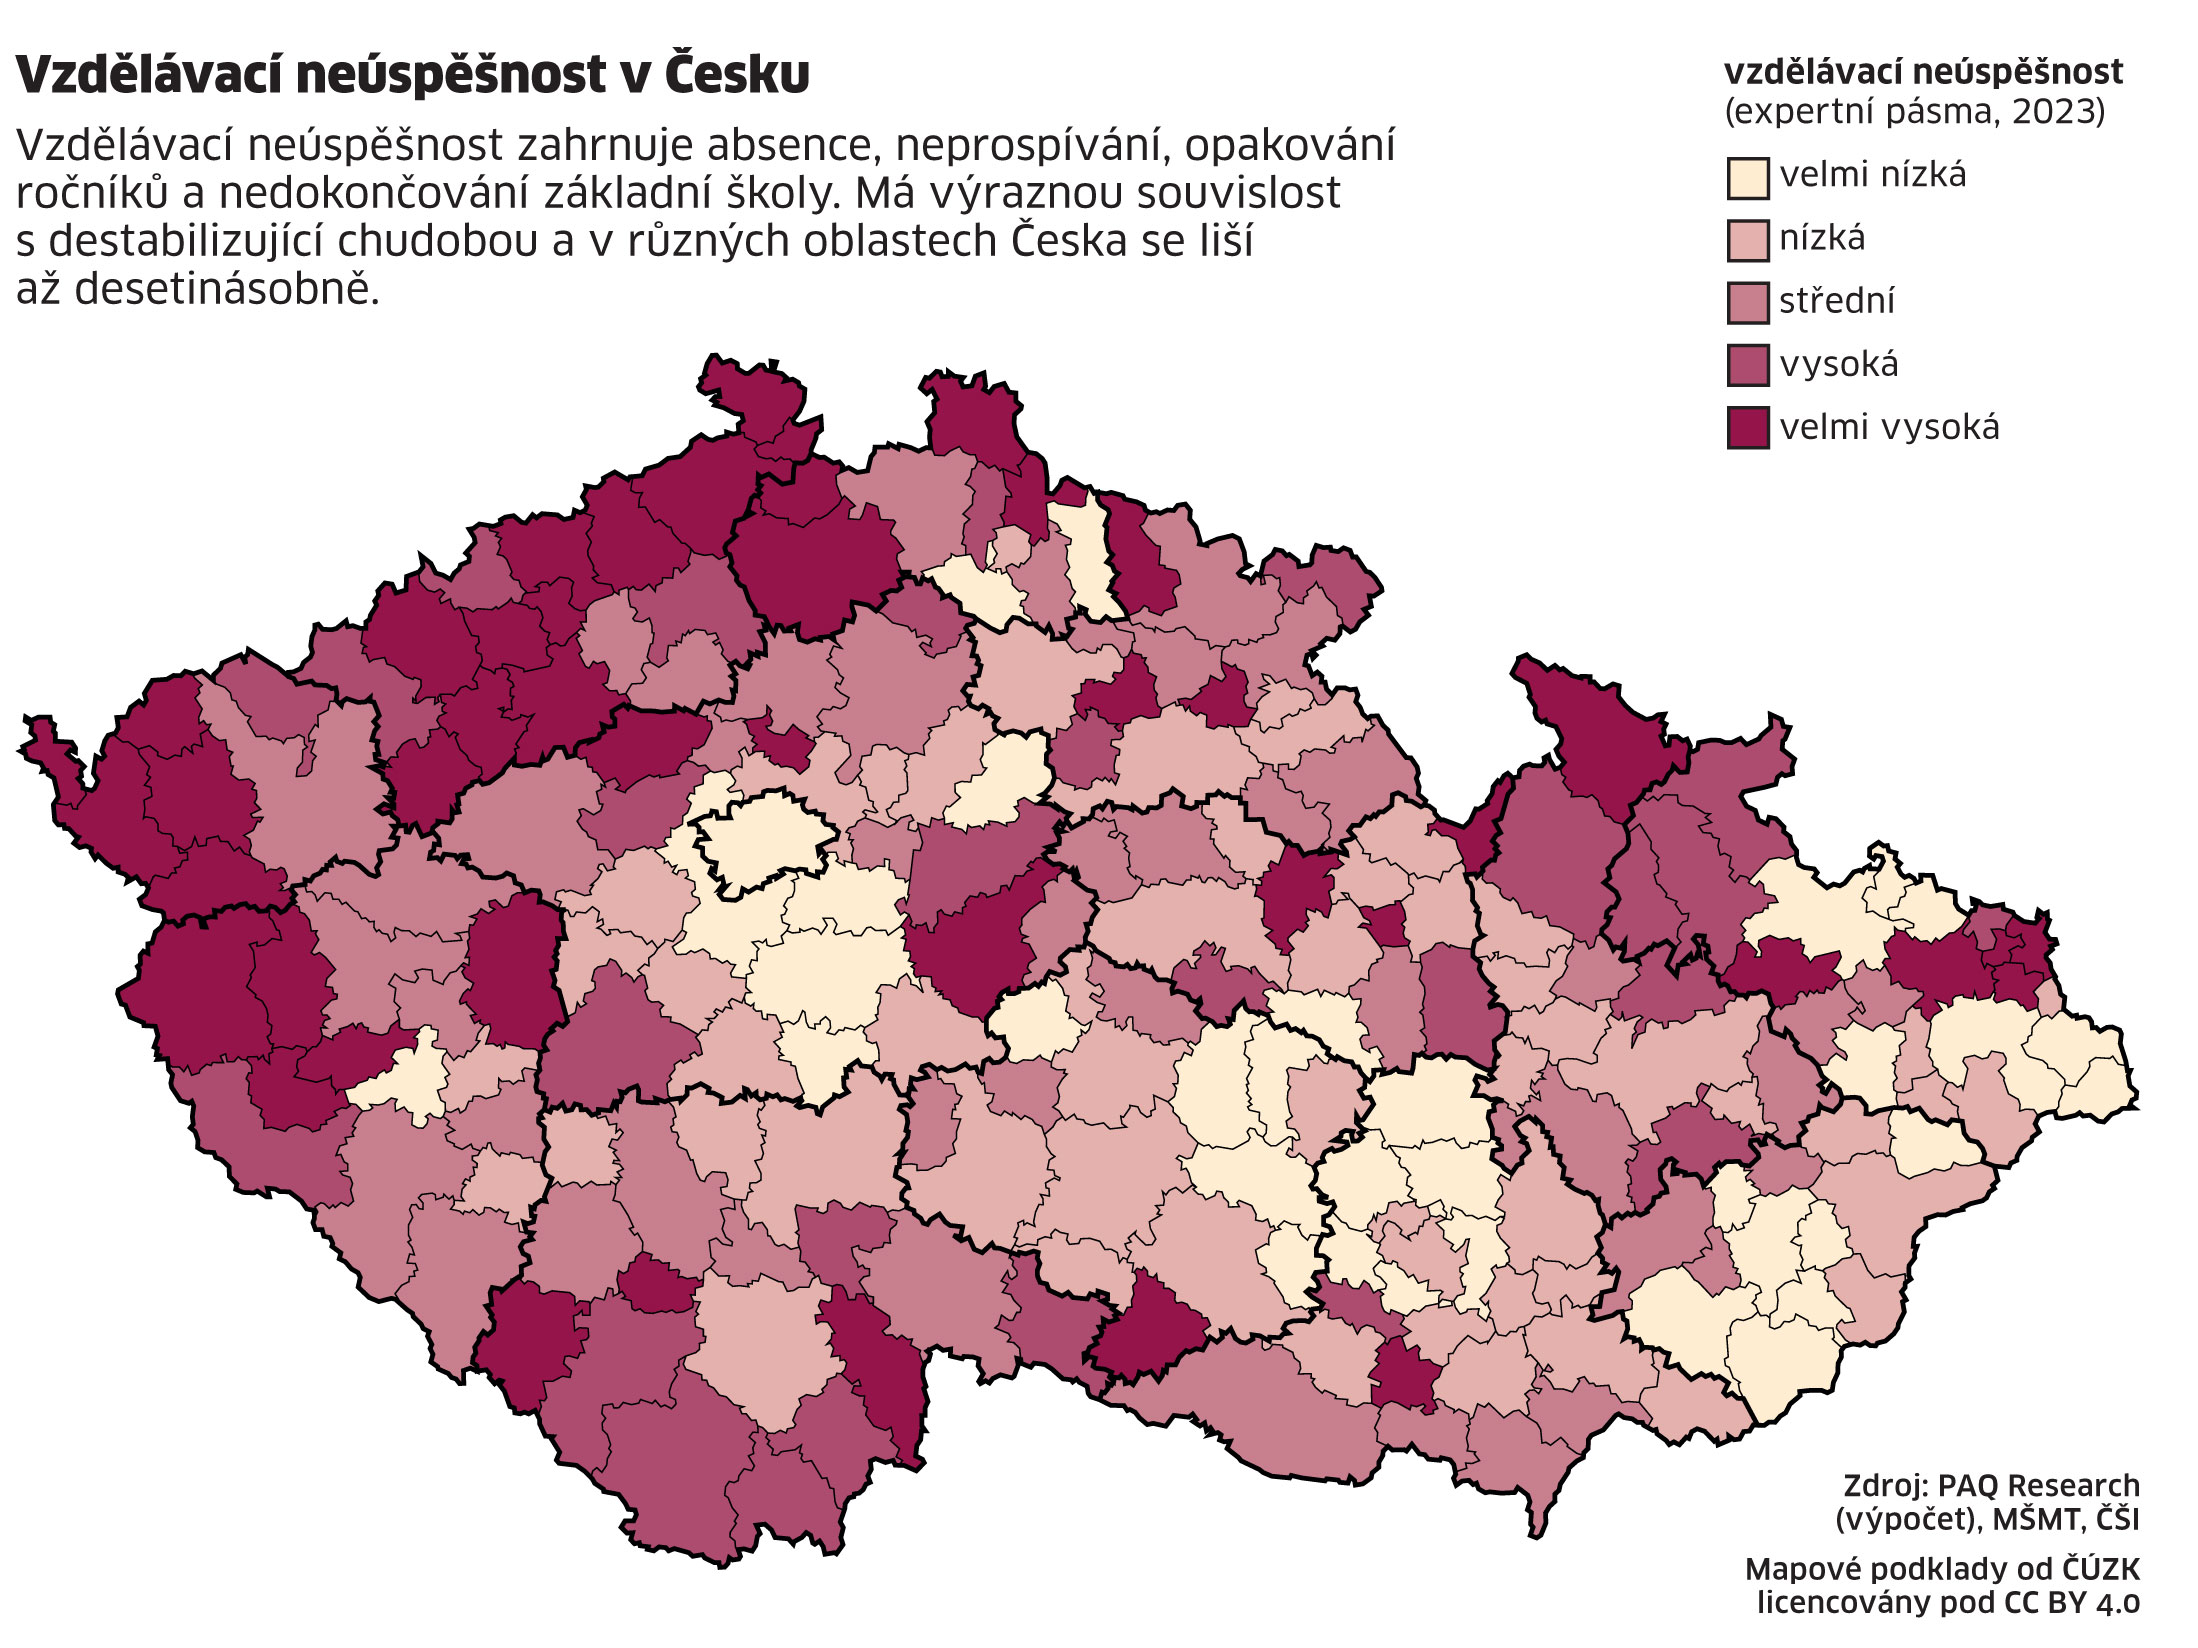 Vzdělávací neúspěšnost v Česku
Vzdělávací neúspěšnost zahrnuje absence, neprospívání, opakování
ročníků a nedokončování základní školy. Má výraznou souvislost
s destabilizující chudobou a v různých oblastech Česka se liší
až desetinásobně.
vzdělávací neúspěšnost
(expertní pásma, 2023)
velmi nízká
nízká
střední
vysoká
velmi vysoká
Zdroj: PAQ Research
(výpočet), MŠMT, ČŠI
Mapové podklady od ČÚZK
licencovány pod CC BY 4.0